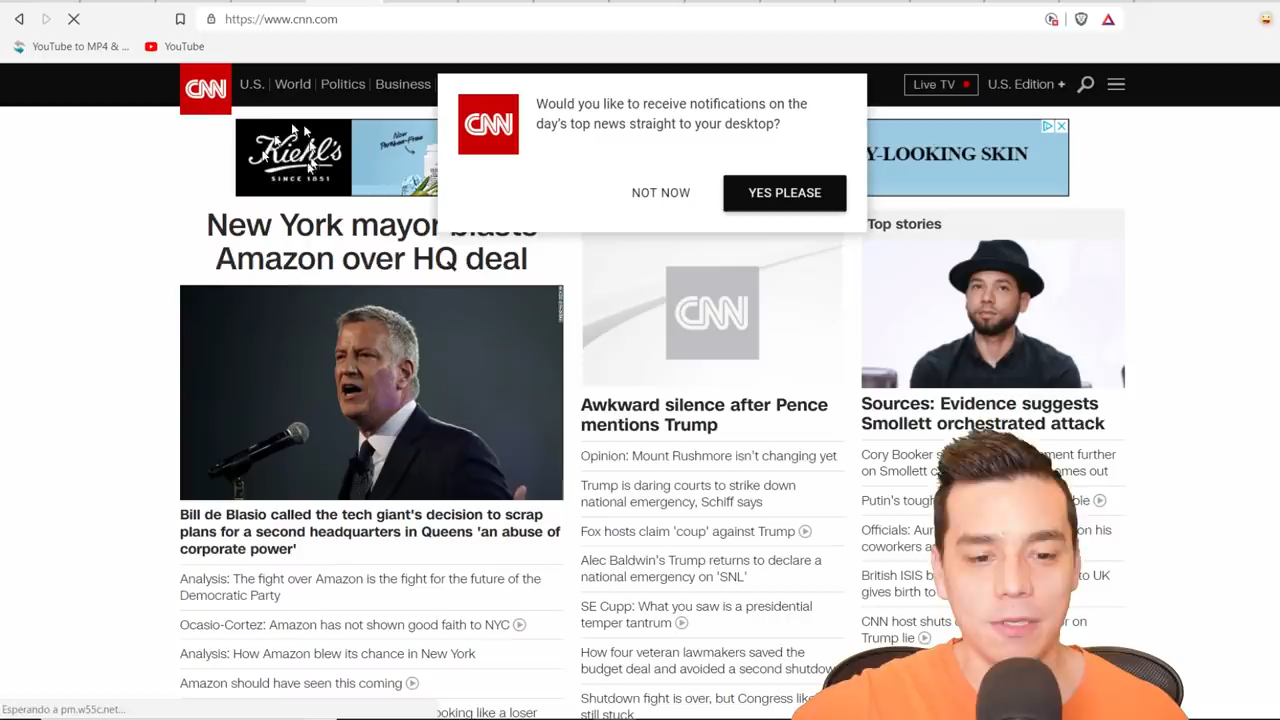 https://www.cnn.com
YouTube to MP4 & ...
YouTube
CNN
U.S.
World
Politics
Business
Live TV
U.S. Edition +
CNN
Would you like to receive notifications on the
day's top news straight to your desktop?
NOT NOW
YES PLEASE
Kiehl's
SINCE 1851
Now
Y-LOOKING SKIN
New York mayor blasts
Amazon over HQ deal
Bill de Blasio called the tech giant's decision to scrap
plans for a second headquarters in Queens 'an abuse of
corporate power'
Analysis: The fight over Amazon is the fight for the future of the
Democratic Party
Ocasio-Cortez: Amazon has not shown good faith to NYC
Analysis: How Amazon blew its chance in New York
Amazon should have seen this coming
oking like a loser
CNN
Awkward silence after Pence
mentions Trump
Opinion: Mount Rushmore isn't changing yet
Trump is daring courts to strike down
national emergency, Schiff says
Fox hosts claim 'coup' against Trump
Alec Baldwin's Trump returns to declare a
national emergency on 'SNL'
SE Cupp: What you saw is a presidential
temper tantrum
How four veteran lawmakers saved the
budget deal and avoided a second shutdow
Shutdown fight is over, but Congress
still stuck
Top stories
Sources: Evidence suggests
Smollett orchestrated attack
Cory Booker ment further
on Smollett omes out
Putin's toug ble
Officials: Aur on his
coworkers a
British ISIS b to UK
gives birth to
CNN host shuts or on
Trump lie
Esperando a pm.w55c.net...